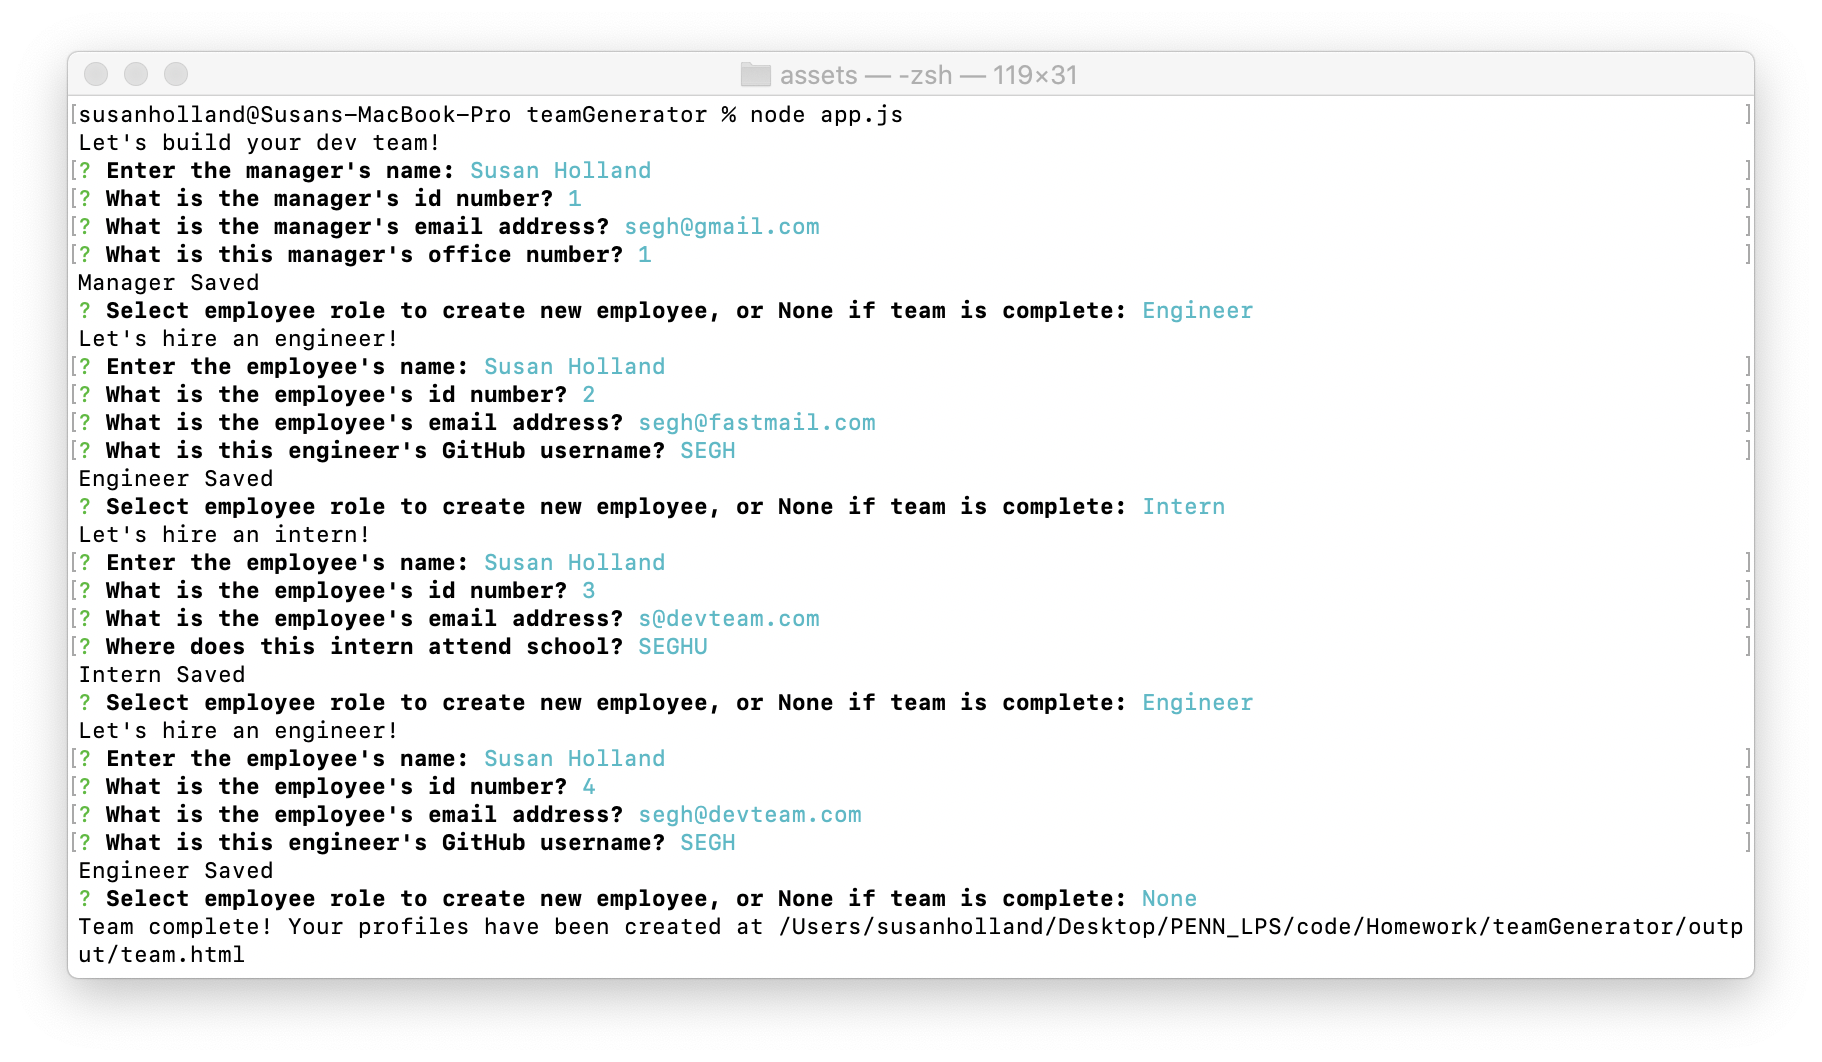 assets — -zsh — 119×31
[susanholland@Susans-MacBook-Pro teamGenerator % node app.js ]
Let's build your dev team!
[? Enter the manager's name: Susan Holland ]
[? What is the manager's id number? 1 ]
[? What is the manager's email address? segh@gmail.com ]
[? What is this manager's office number? 1 ]
Manager Saved
? Select employee role to create new employee, or None if team is complete: Engineer
Let's hire an engineer!
[? Enter the employee's name: Susan Holland ]
[? What is the employee's id number? 2 ]
[? What is the employee's email address? segh@fastmail.com ]
[? What is this engineer's GitHub username? SEGH ]
Engineer Saved
? Select employee role to create new employee, or None if team is complete: Intern
Let's hire an intern!
[? Enter the employee's name: Susan Holland ]
[? What is the employee's id number? 3 ]
[? What is the employee's email address? s@devteam.com ]
[? Where does this intern attend school? SEGHU ]
Intern Saved
? Select employee role to create new employee, or None if team is complete: Engineer
Let's hire an engineer!
[? Enter the employee's name: Susan Holland ]
[? What is the employee's id number? 4 ]
[? What is the employee's email address? segh@devteam.com ]
[? What is this engineer's GitHub username? SEGH ]
Engineer Saved
? Select employee role to create new employee, or None if team is complete: None
Team complete! Your profiles have been created at /Users/susanholland/Desktop/PENN_LPS/code/Homework/teamGenerator/outp
ut/team.html